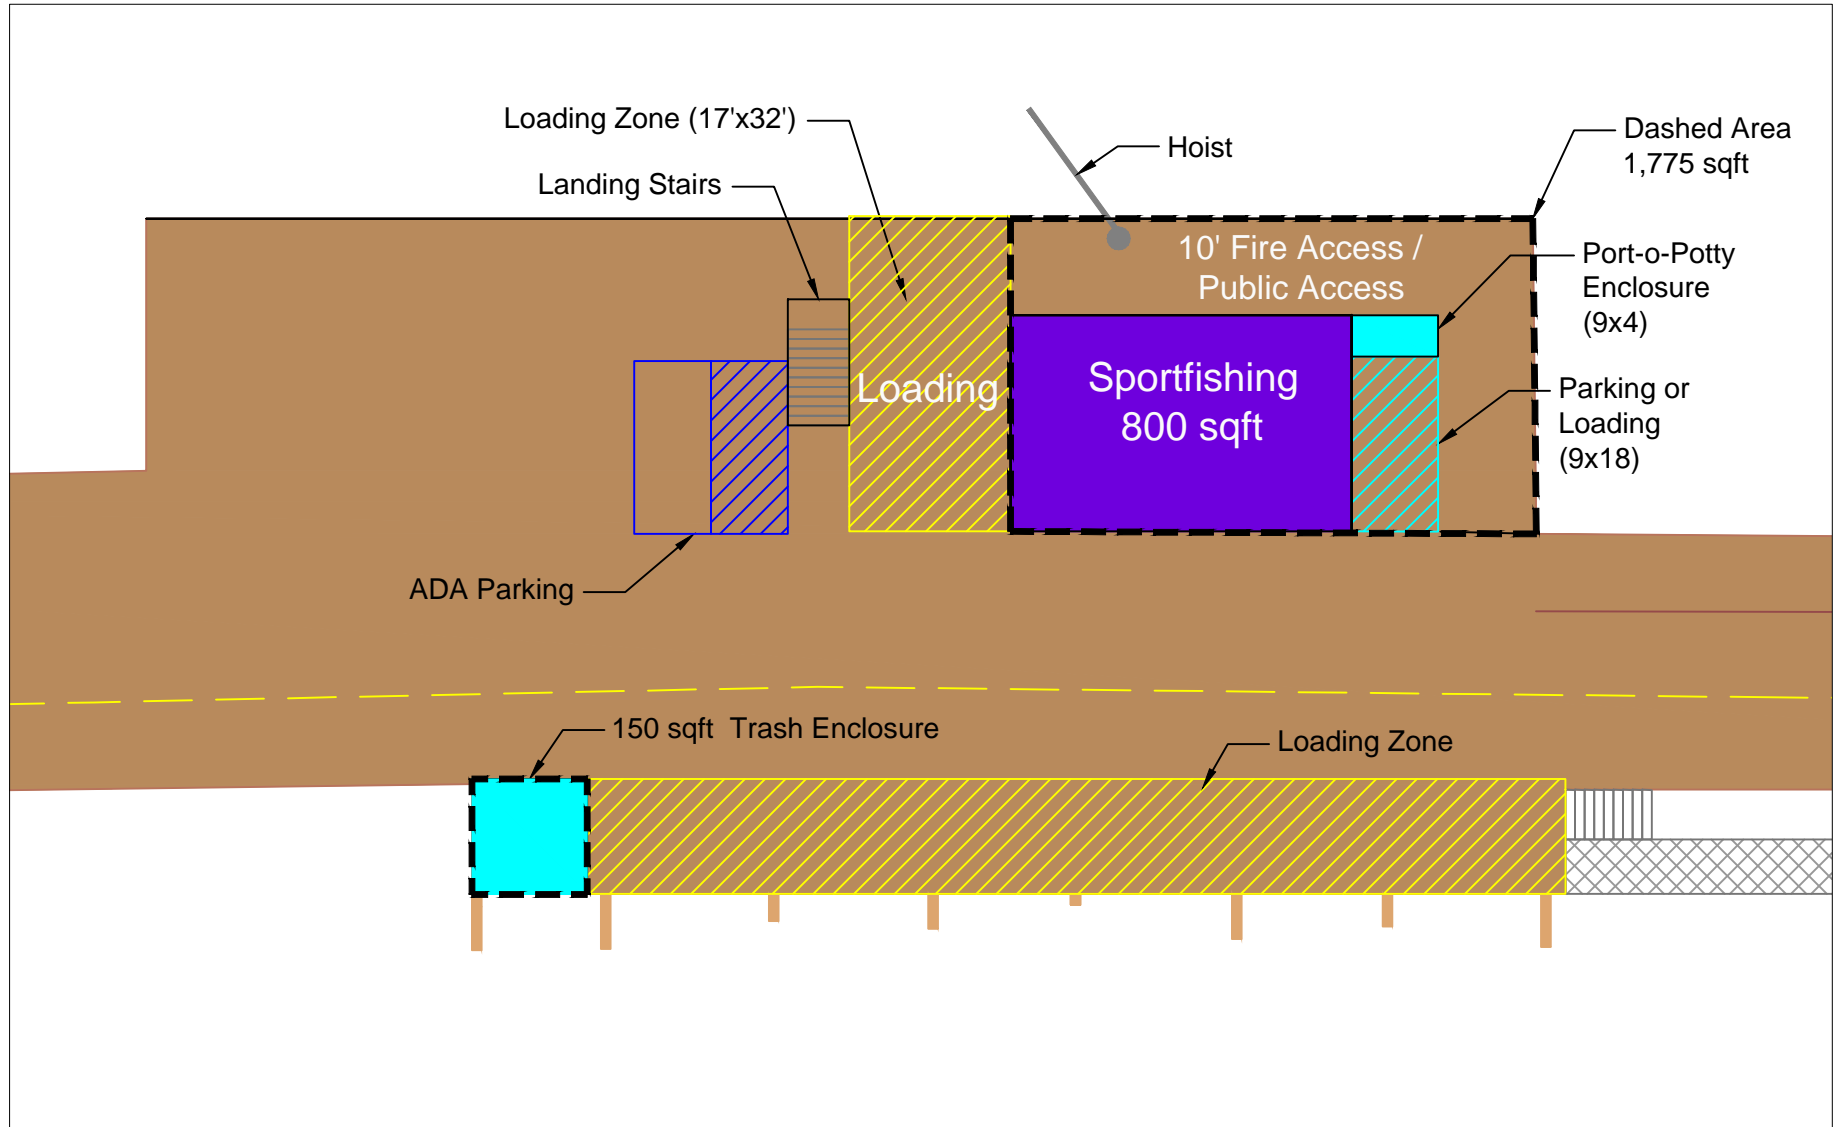 Loading Zone (17'x32')
Landing Stairs
Hoist
Dashed Area
1,775 sqft
10' Fire Access /
Public Access
Port-o-Potty
Enclosure
(9x4)
Loading
Sportfishing
800 sqft
Parking or
Loading
(9x18)
ADA Parking
150 sqft  Trash Enclosure
Loading Zone